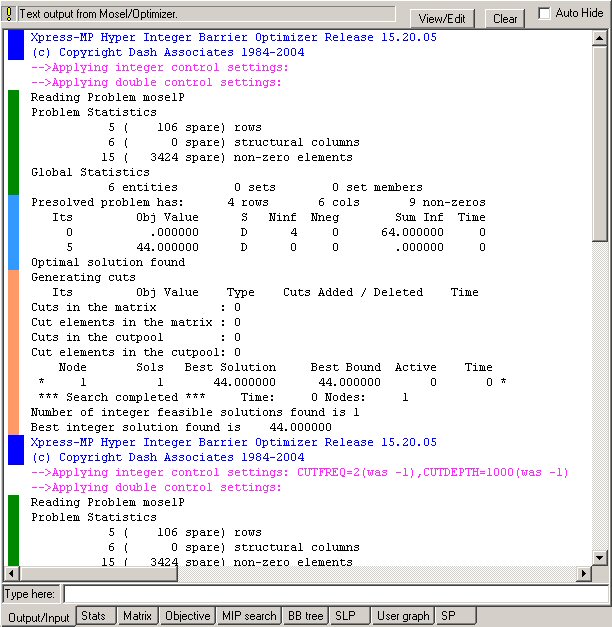 Text output from Mosel/Optimizer.
View/Edit
Clear
Auto Hide
Xpress-MP Hyper Integer Barrier Optimizer Release 15.20.05
(c) Copyright Dash Associates 1984-2004
-->Applying integer control settings:
-->Applying double control settings:
Reading Problem moselP
Problem Statistics
5 ( 106 spare) rows
6 ( 0 spare) structural columns
15 ( 3424 spare) non-zero elements
Global Statistics
6 entities 0 sets 0 set members
Presolved problem has: 4 rows 6 cols 9 non-zeros
Its Obj Value S Ninf Nneg Sum Inf Time
0 .000000 D 4 0 64.000000 0
5 44.000000 D 0 0 .000000 0
Optimal solution found
Generating cuts
Its Obj Value Type Cuts Added / Deleted Time
Cuts in the matrix : 0
Cut elements in the matrix : 0
Cuts in the cutpool : 0
Cut elements in the cutpool: 0
Node Sols Best Solution Best Bound Active Time
* 1 1 44.000000 44.000000 0 0 *
*** Search completed *** Time: 0 Nodes: 1
Number of integer feasible solutions found is 1
Best integer solution found is 44.000000
Xpress-MP Hyper Integer Barrier Optimizer Release 15.20.05
(c) Copyright Dash Associates 1984-2004
-->Applying integer control settings: CUTFREQ=2(was -1),CUTDEPTH=1000(was -1)
-->Applying double control settings:
Reading Problem moselP
Problem Statistics
5 ( 106 spare) rows
6 ( 0 spare) structural columns
15 ( 3424 spare) non-zero elements
Type here:
Output/Input Stats Matrix Objective MIP search BB tree SLP User graph SP